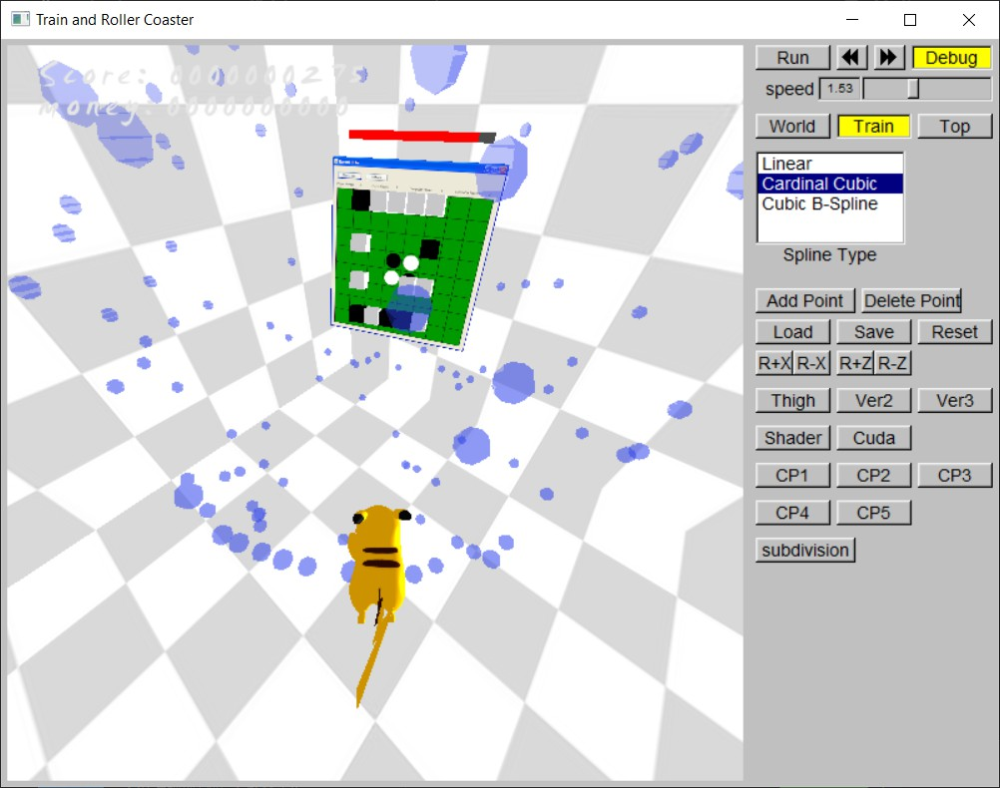 Train and Roller Coaster
Score: 0000000275
money:0000000000
Run
Debug
speed 1.53
World Train Top
Linear
Cardinal Cubic
Cubic B-Spline
Spline Type
Add Point Delete Point
Load Save Reset
R+X R-X R+Z R-Z
Thigh Ver2 Ver3
Shader Cuda
CP1 CP2 CP3
CP4 CP5
subdivision